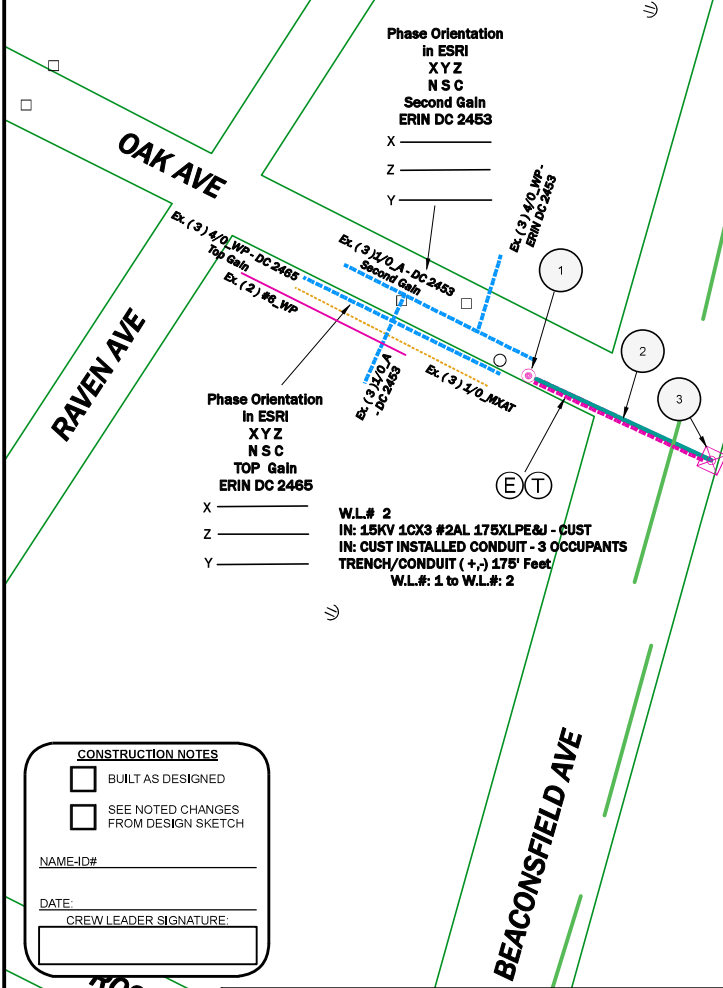 Phase Orientation
in ESRI
X Y Z
N S C
Second Gain
ERIN DC 2453
X
Z
Y
OAK AVE
Ex. ( 3 ) 4/0_WP - DC 2465
Top Gain
Ex. ( 2 ) #6_WP
Ex. ( 3 )1/0_A - DC 2453
Second Gain
Ex. ( 3 ) 4/0_WP -
ERIN DC 2453
1
2
3
RAVEN AVE
Ex. ( 3 )1/0_A
- DC 2453
Ex. ( 3 ) 1/0_MXAT
Phase Orientation
in ESRI
X Y Z
N S C
TOP Gain
ERIN DC 2465
X
Z
Y
E T
W.L.# 2
IN: 15KV 1CX3 #2AL 175XLPE&J - CUST
IN: CUST INSTALLED CONDUIT - 3 OCCUPANTS
TRENCH/CONDUIT ( +,-) 175' Feet
W.L.#: 1 to W.L.#: 2
BEACONSFIELD AVE
CONSTRUCTION NOTES
BUILT AS DESIGNED
SEE NOTED CHANGES
FROM DESIGN SKETCH
NAME-ID#
DATE:
CREW LEADER SIGNATURE: